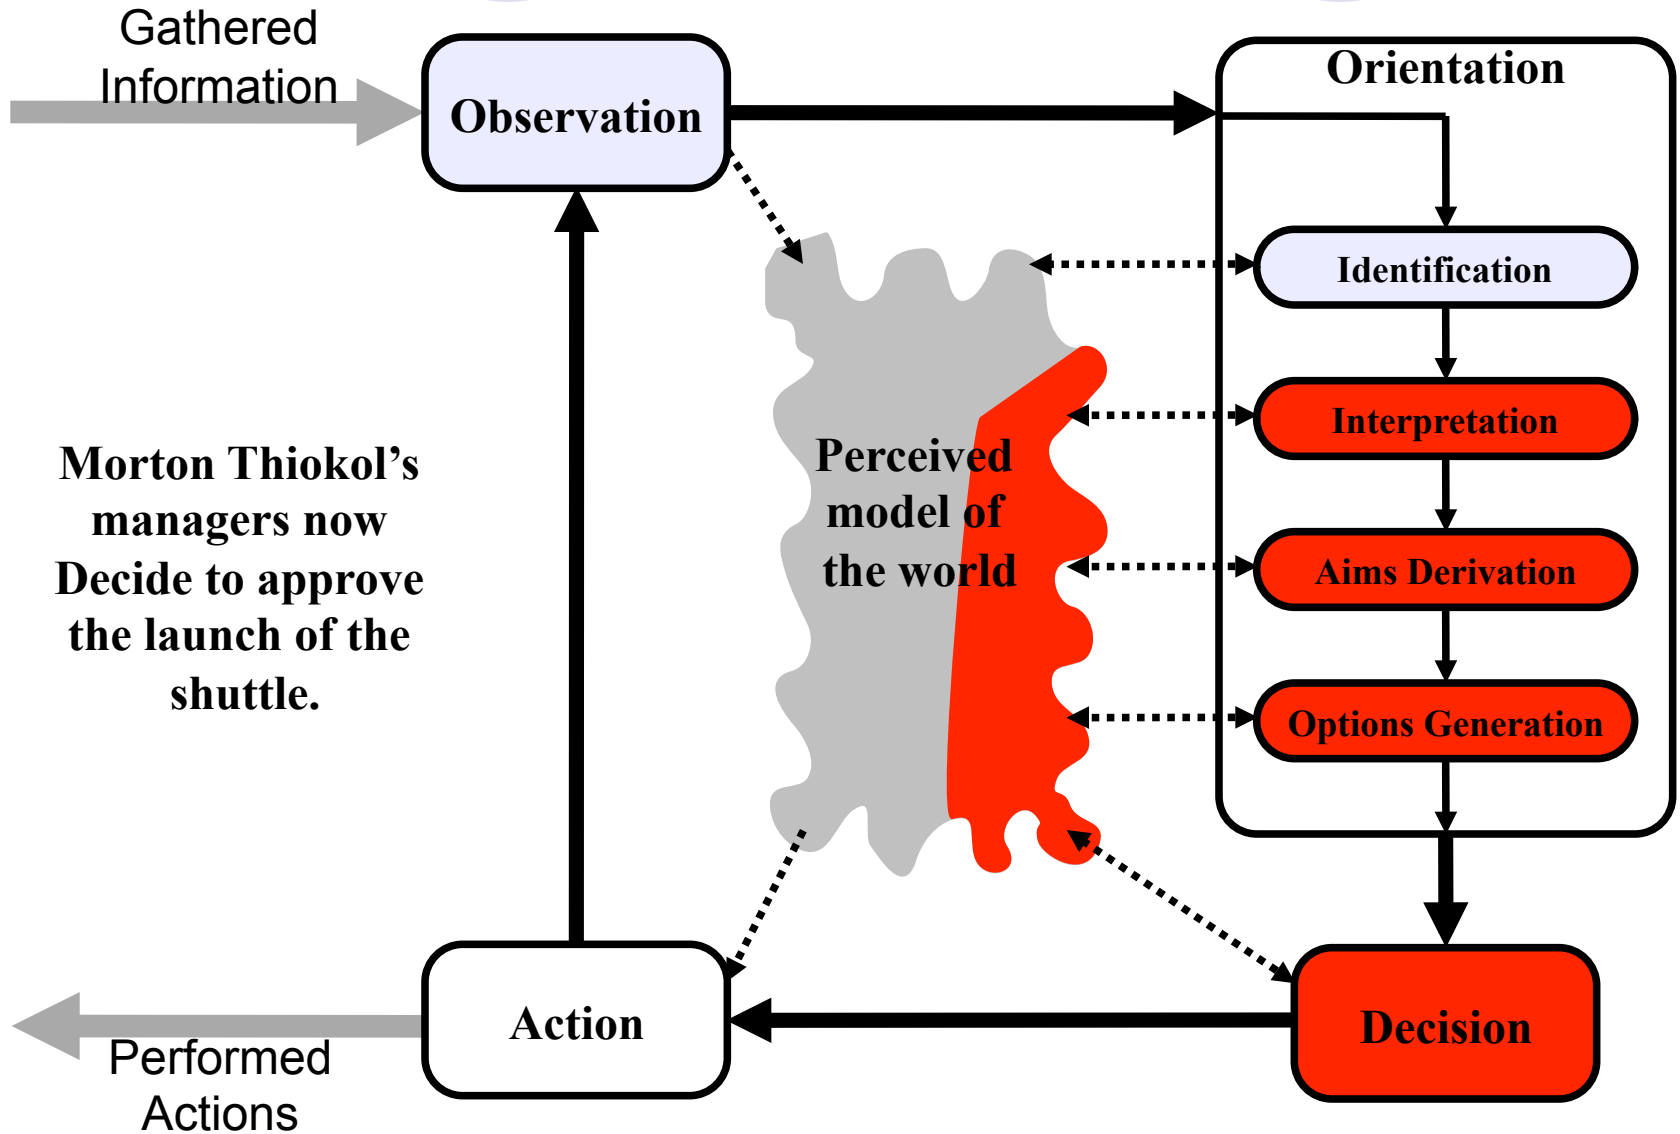 Gathered
Information
Observation
Orientation
Identification
Interpretation
Aims Derivation
Options Generation
Perceived
model of
the world
Morton Thiokol’s
managers now
Decide to approve
the launch of the
shuttle.
Action
Decision
Performed
Actions